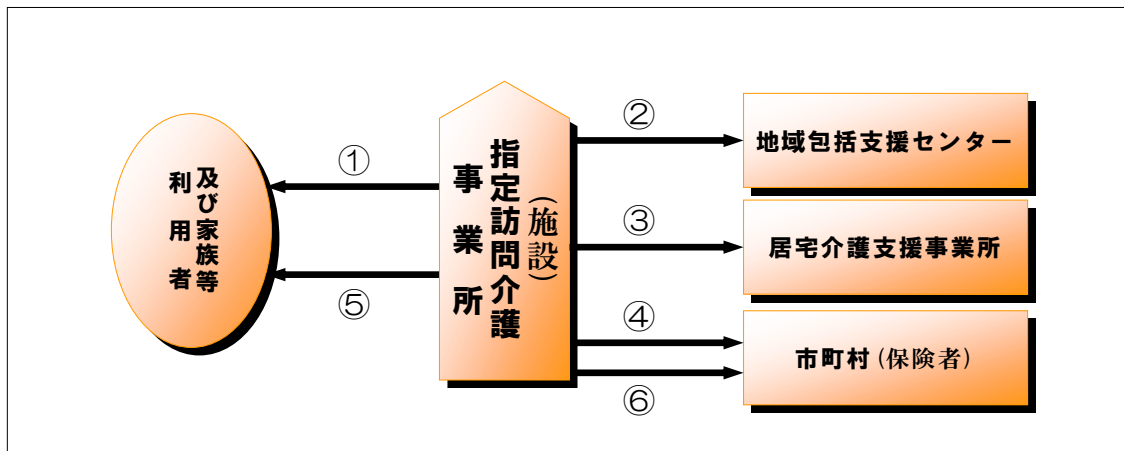 利用者
及び家族等
①
⑤
指定訪問介護
事業所
（施設）
②
地域包括支援センター
③
居宅介護支援事業所
④
市町村（保険者）
⑥